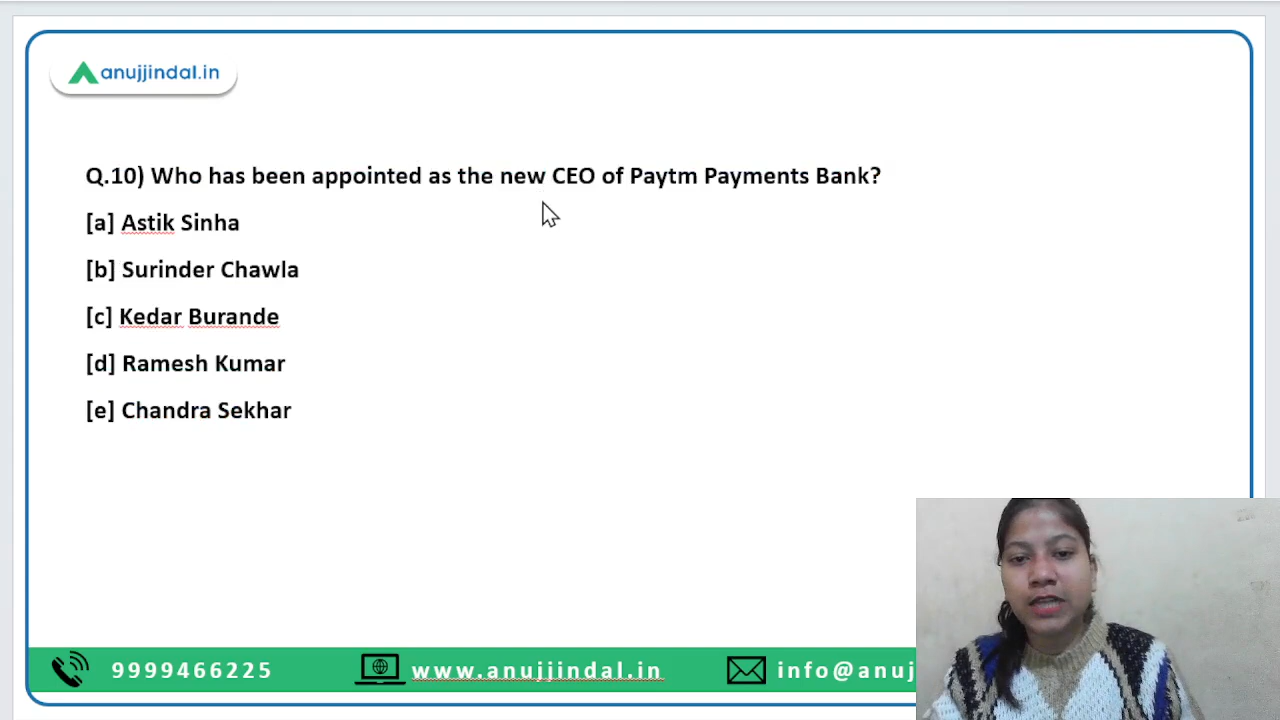 anujjindal.in
Q.10) Who has been appointed as the new CEO of Paytm Payments Bank?
[a] Astik Sinha
[b] Surinder Chawla
[c] Kedar Burande
[d] Ramesh Kumar
[e] Chandra Sekhar
9999466225 www.anujjindal.in info@anuj